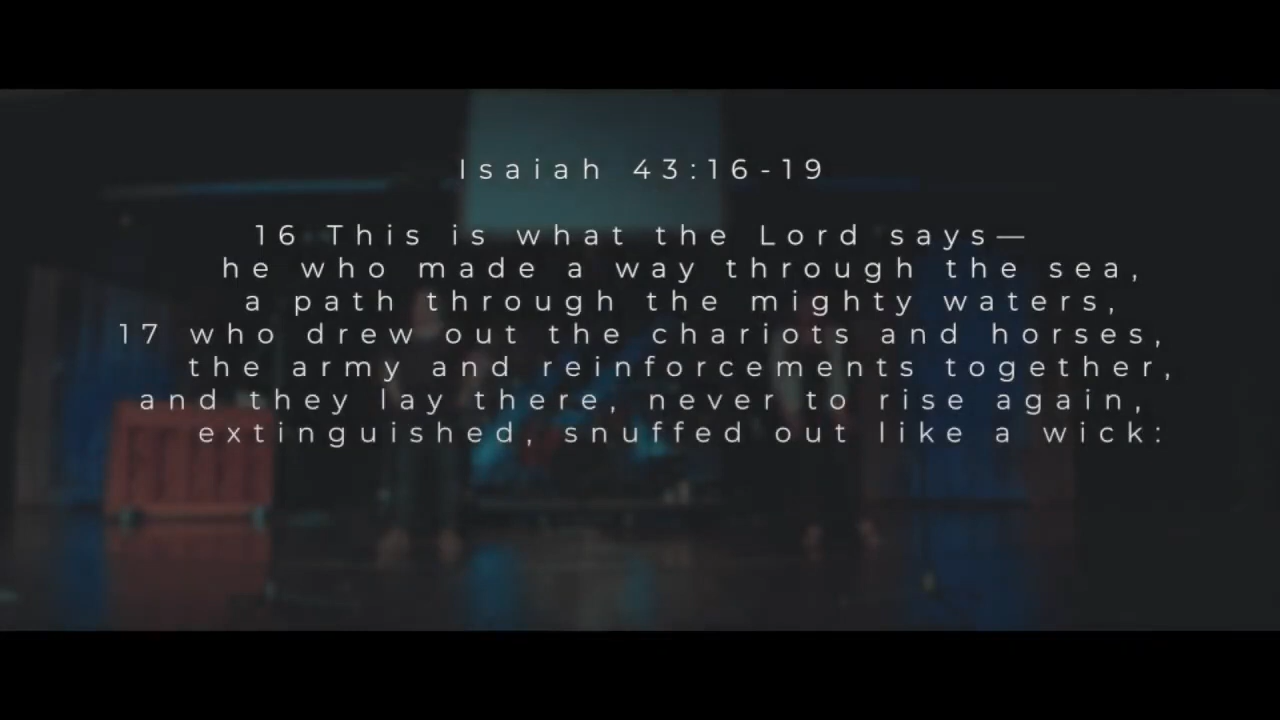 Isaiah 43:16-19
16 This is what the Lord says—
he who made a way through the sea,
a path through the mighty waters,
17 who drew out the chariots and horses,
the army and reinforcements together,
and they lay there, never to rise again,
extinguished, snuffed out like a wick: